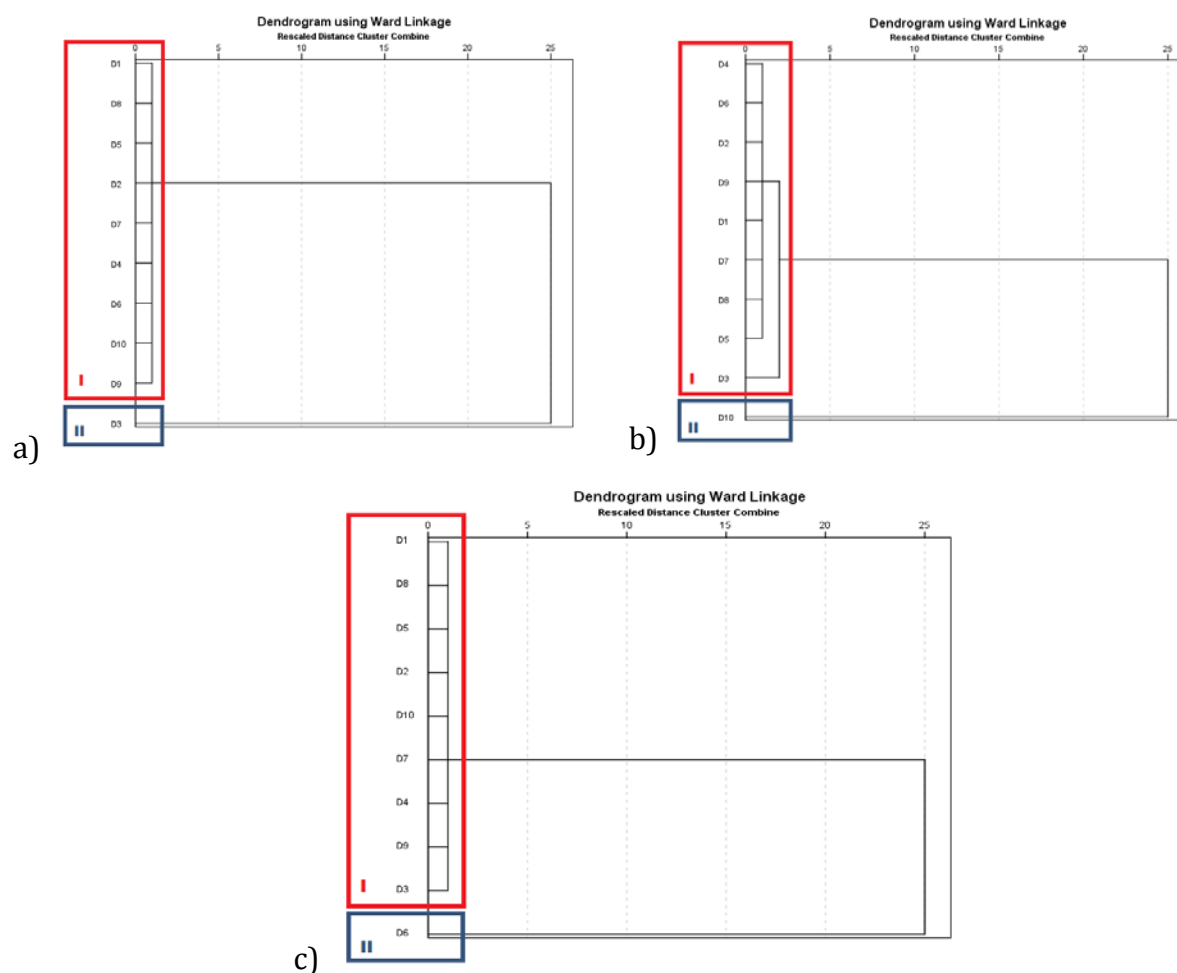 Dendrogram using Ward Linkage
Rescaled Distance Cluster Combine
0 5 10 15 20 25
D1
D8
D5
D2
D7
D4
D6
D10
I D9
II D3
a)
Dendrogram using Ward Linkage
Rescaled Distance Cluster Combine
0 5 10 15 20 25
D4
D6
D2
D9
D1
D7
D8
D5
I D3
II D10
b)
Dendrogram using Ward Linkage
Rescaled Distance Cluster Combine
0 5 10 15 20 25
D1
D8
D5
D2
D10
D7
D4
D9
I D3
II D6
c)